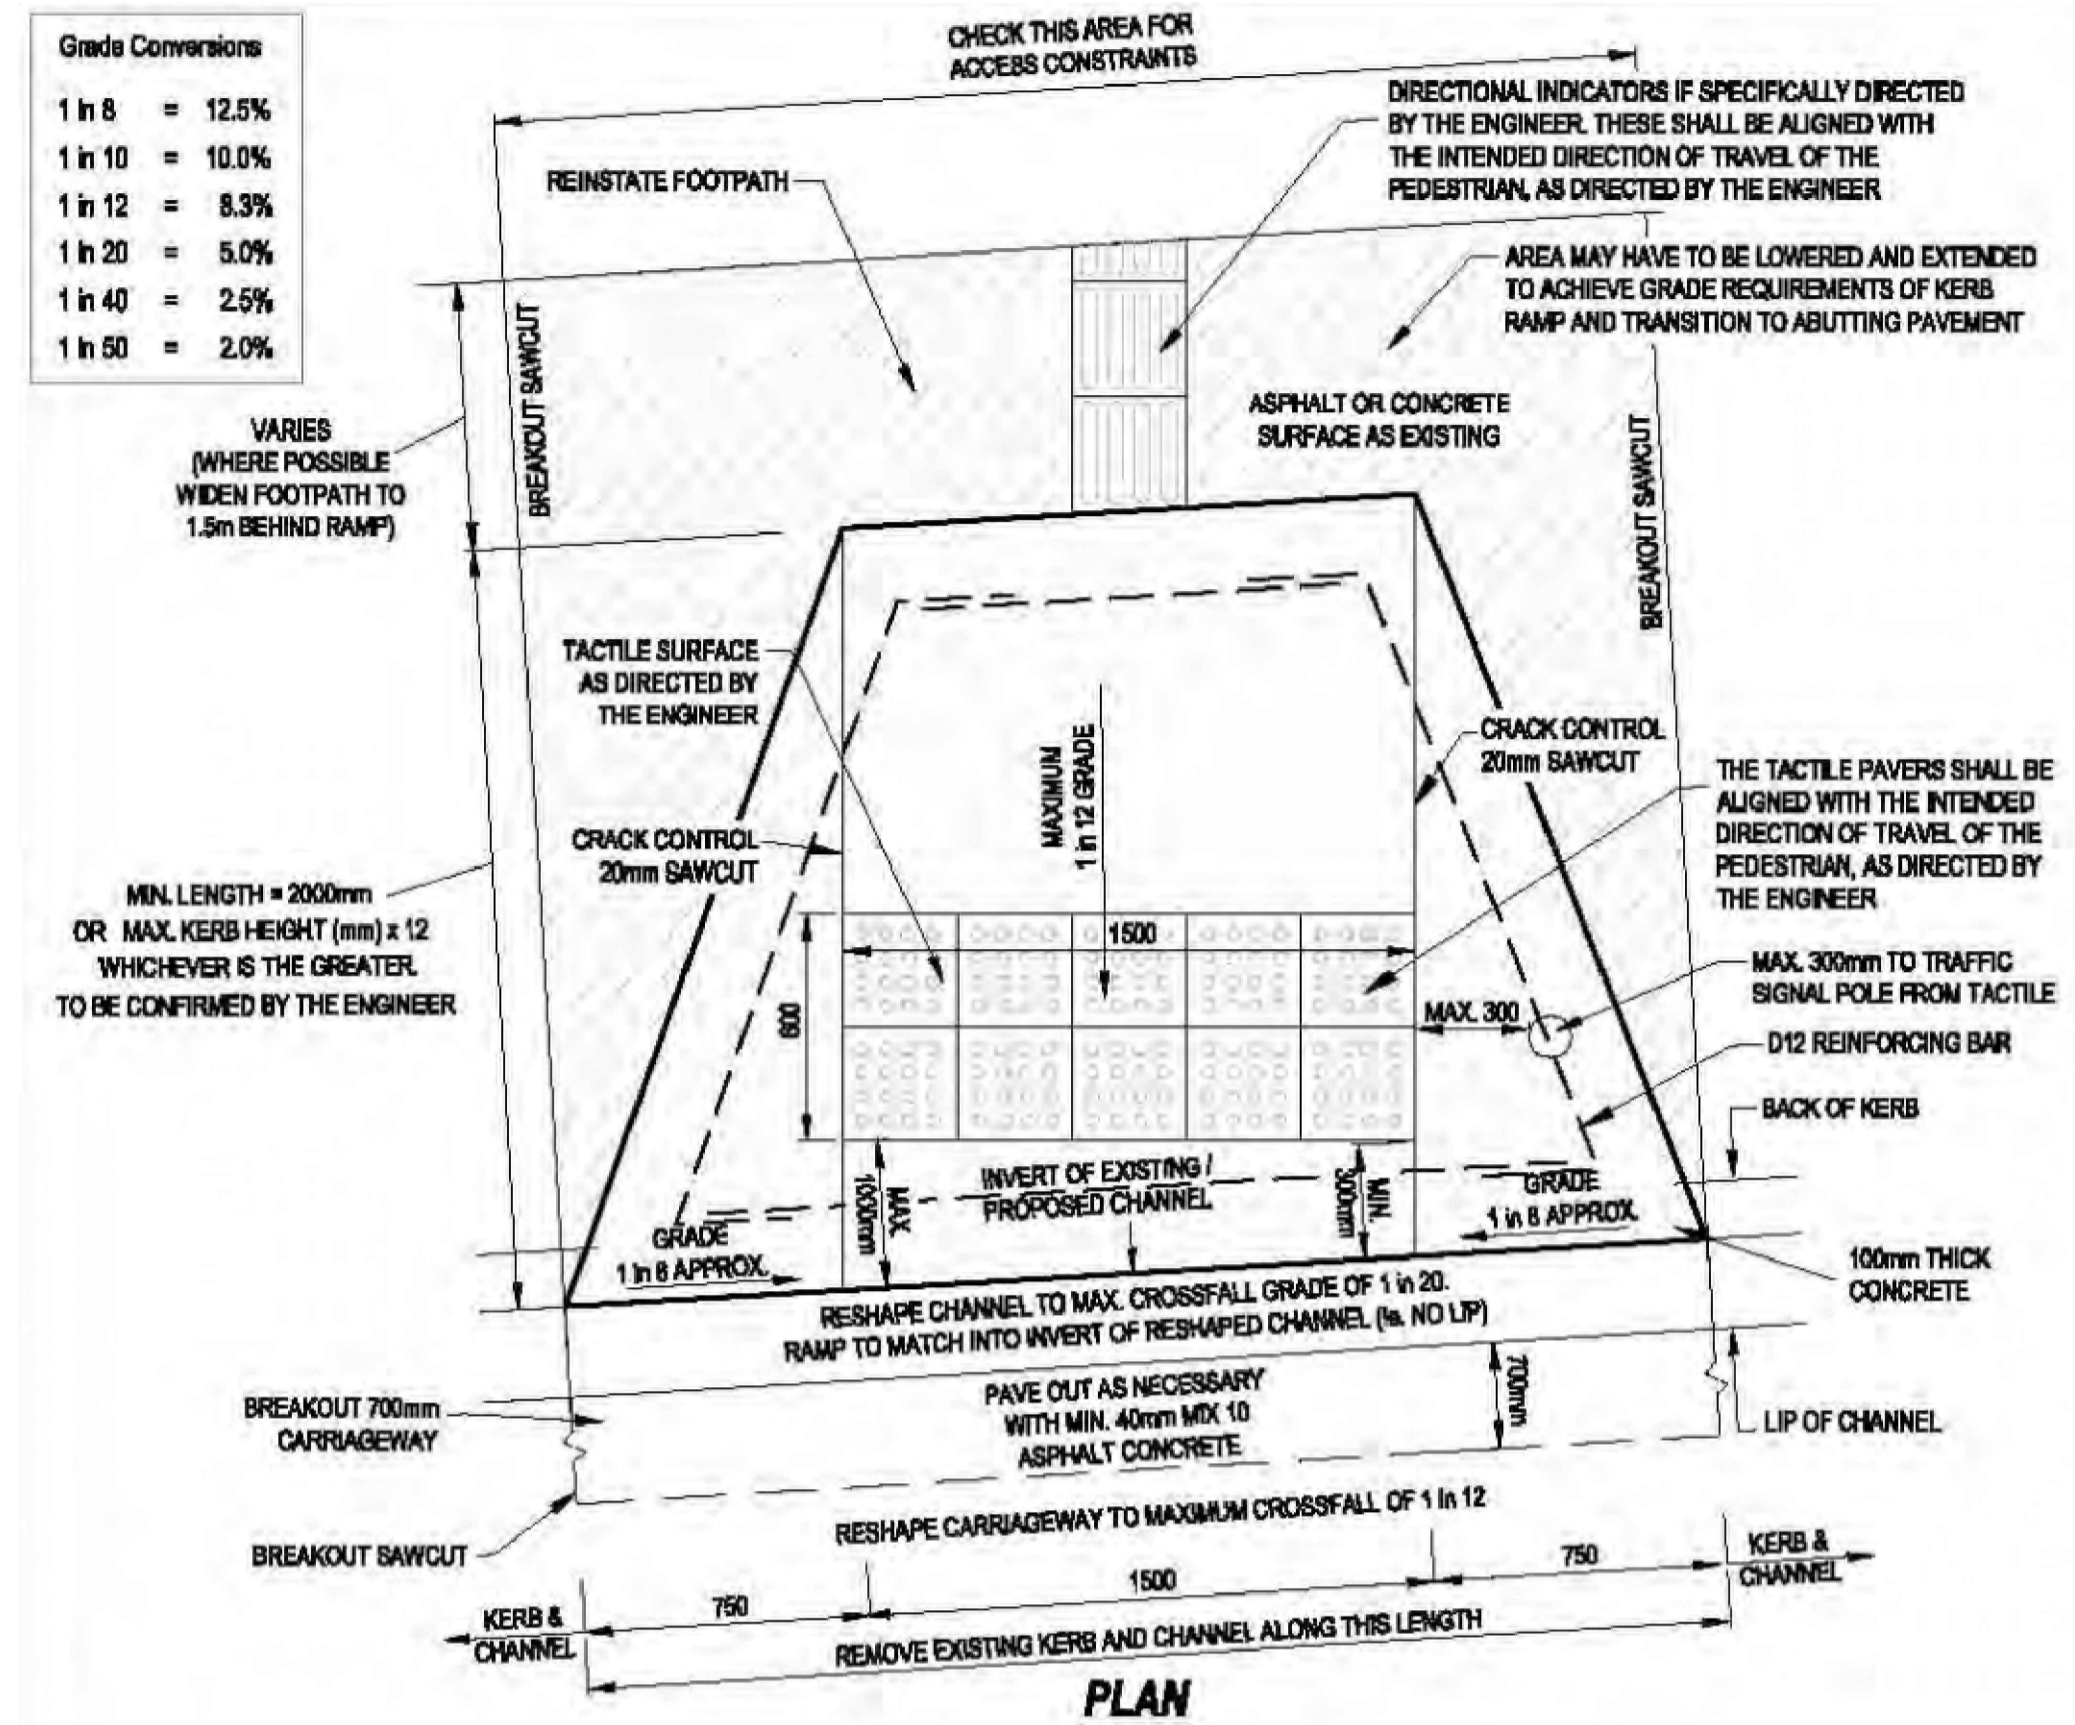 Grade Conversions
1 in 8 = 12.5%
1 in 10 = 10.0%
1 in 12 = 8.3%
1 in 20 = 5.0%
1 in 40 = 2.5%
1 in 50 = 2.0%
CHECK THIS AREA FOR
ACCESS CONSTRAINTS
DIRECTIONAL INDICATORS IF SPECIFICALLY DIRECTED
BY THE ENGINEER. THESE SHALL BE ALIGNED WITH
THE INTENDED DIRECTION OF TRAVEL OF THE
PEDESTRIAN, AS DIRECTED BY THE ENGINEER
REINSTATE FOOTPATH
AREA MAY HAVE TO BE LOWERED AND EXTENDED
TO ACHIEVE GRADE REQUIREMENTS OF KERB
RAMP AND TRANSITION TO ABUTTING PAVEMENT
BREAKOUT SAWCUT
ASPHALT OR CONCRETE
SURFACE AS EXISTING
BREAKOUT SAWCUT
VARIES
(WHERE POSSIBLE
WIDEN FOOTPATH TO
1.5m BEHIND RAMP)
TACTILE SURFACE
AS DIRECTED BY
THE ENGINEER
MAXIMUM
1 in 12 GRADE
CRACK CONTROL
20mm SAWCUT
CRACK CONTROL
20mm SAWCUT
THE TACTILE PAVERS SHALL BE
ALIGNED WITH THE INTENDED
DIRECTION OF TRAVEL OF THE
PEDESTRIAN, AS DIRECTED BY
THE ENGINEER
MIN. LENGTH = 2000mm
OR MAX. KERB HEIGHT (mm) x 12
WHICHEVER IS THE GREATER.
TO BE CONFIRMED BY THE ENGINEER
1500
600
MAX. 300
MAX. 300mm TO TRAFFIC
SIGNAL POLE FROM TACTILE
D12 REINFORCING BAR
BACK OF KERB
MAX.
1000mm
INVERT OF EXISTING /
PROPOSED CHANNEL
MIN.
300mm
GRADE
1 in 8 APPROX.
GRADE
1 in 8 APPROX.
100mm THICK
CONCRETE
RESHAPE CHANNEL TO MAX. CROSSFALL GRADE OF 1 in 20.
RAMP TO MATCH INTO INVERT OF RESHAPED CHANNEL (ie. NO LIP)
BREAKOUT 700mm
CARRIAGEWAY
PAVE OUT AS NECESSARY
WITH MIN. 40mm MIX 10
ASPHALT CONCRETE
700mm
LIP OF CHANNEL
BREAKOUT SAWCUT
RESHAPE CARRIAGEWAY TO MAXIMUM CROSSFALL OF 1 in 12
KERB &
CHANNEL
750
1500
750
KERB &
CHANNEL
REMOVE EXISTING KERB AND CHANNEL ALONG THIS LENGTH
PLAN